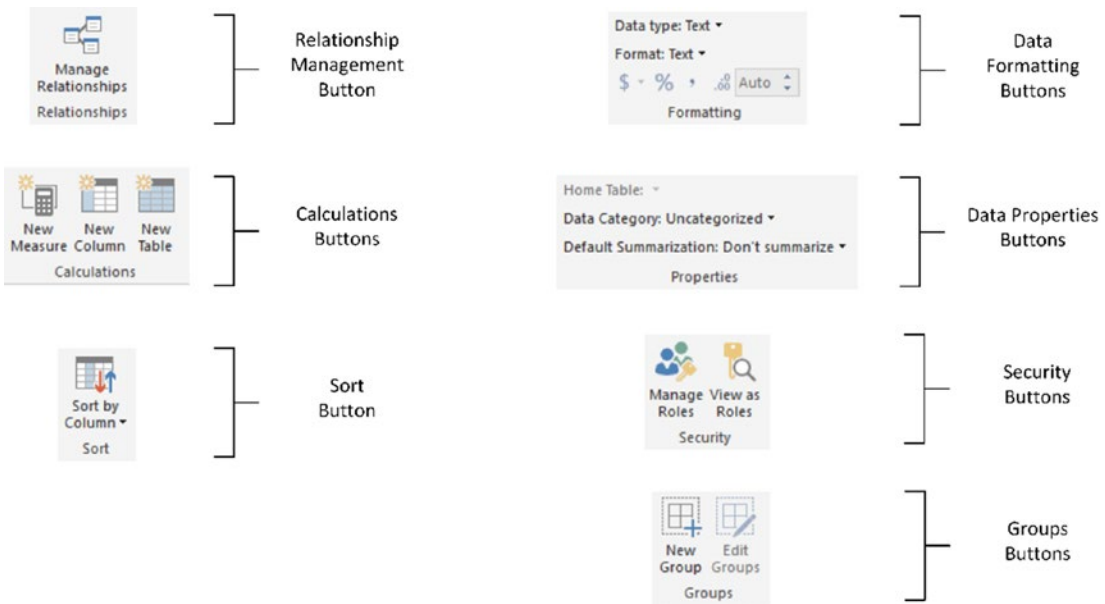 Manage
Relationships
Relationships
Relationship
Management
Button
Data type: Text
Format: Text
$ % , .00 Auto
Formatting
Data
Formatting
Buttons
New Measure
New Column
New Table
Calculations
Calculations
Buttons
Home Table:
Data Category: Uncategorized
Default Summarization: Don't summarize
Properties
Data Properties
Buttons
Sort by
Column
Sort
Sort
Button
Manage Roles
View as Roles
Security
Security
Buttons
New Group
Edit Groups
Groups
Groups
Buttons